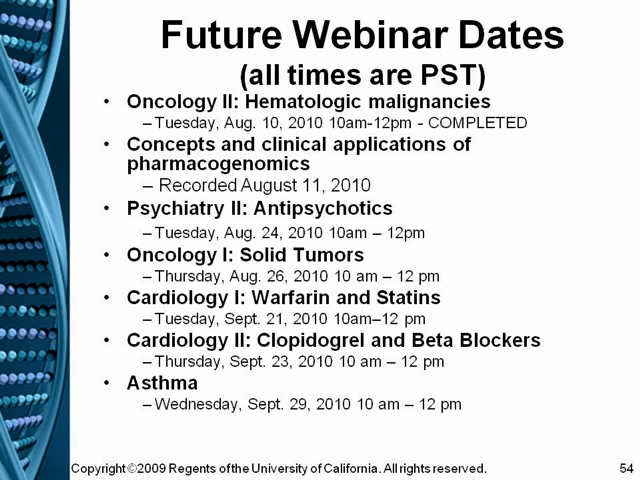 Future Webinar Dates
(all times are PST)
• Oncology II: Hematologic malignancies
– Tuesday, Aug. 10, 2010 10am-12pm - COMPLETED
• Concepts and clinical applications of
pharmacogenomics
– Recorded August 11, 2010
• Psychiatry II: Antipsychotics
– Tuesday, Aug. 24, 2010 10am – 12pm
• Oncology I: Solid Tumors
– Thursday, Aug. 26, 2010 10 am – 12 pm
• Cardiology I: Warfarin and Statins
– Tuesday, Sept. 21, 2010 10am–12 pm
• Cardiology II: Clopidogrel and Beta Blockers
– Thursday, Sept. 23, 2010 10 am – 12 pm
• Asthma
– Wednesday, Sept. 29, 2010 10 am – 12 pm
Copyright ©2009 Regents of the University of California. All rights reserved. 54